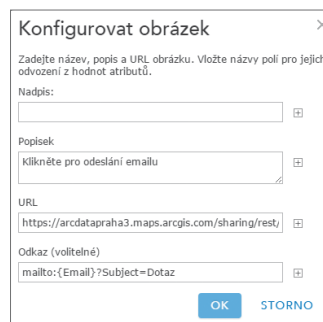 Konfigurovat obrázek
Zadejte název, popis a URL obrázku. Vložte názvy polí pro jejich
odvození z hodnot atributů.
Nadpis:
Popisek
Klikněte pro odeslání emailu
URL
https://arcdatapraha3.maps.arcgis.com/sharing/rest/
Odkaz (volitelné)
mailto:{Email}?Subject=Dotaz
OK STORNO